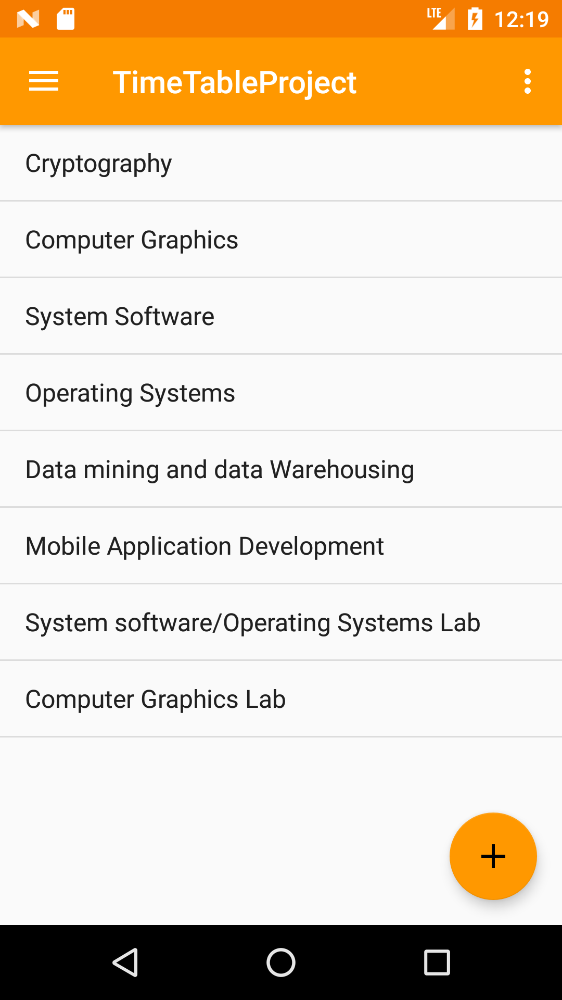 LTE 12:19
TimeTableProject
Cryptography
Computer Graphics
System Software
Operating Systems
Data mining and data Warehousing
Mobile Application Development
System software/Operating Systems Lab
Computer Graphics Lab